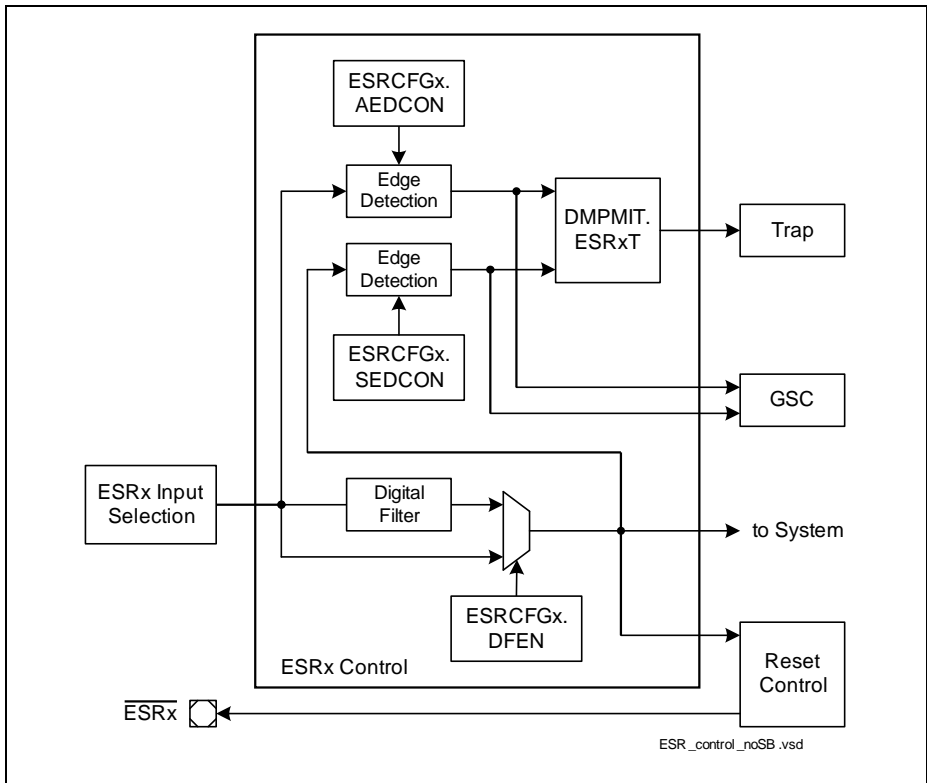 ESRCFGx.
AEDCON
Edge
Detection
DMPMIT.
ESRxT
Trap
Edge
Detection
ESRCFGx.
SEDCON
GSC
ESRx Input
Selection
Digital
Filter
to System
ESRCFGx.
DFEN
ESRx Control
Reset
Control
ESRx
ESR_control_noSB.vsd